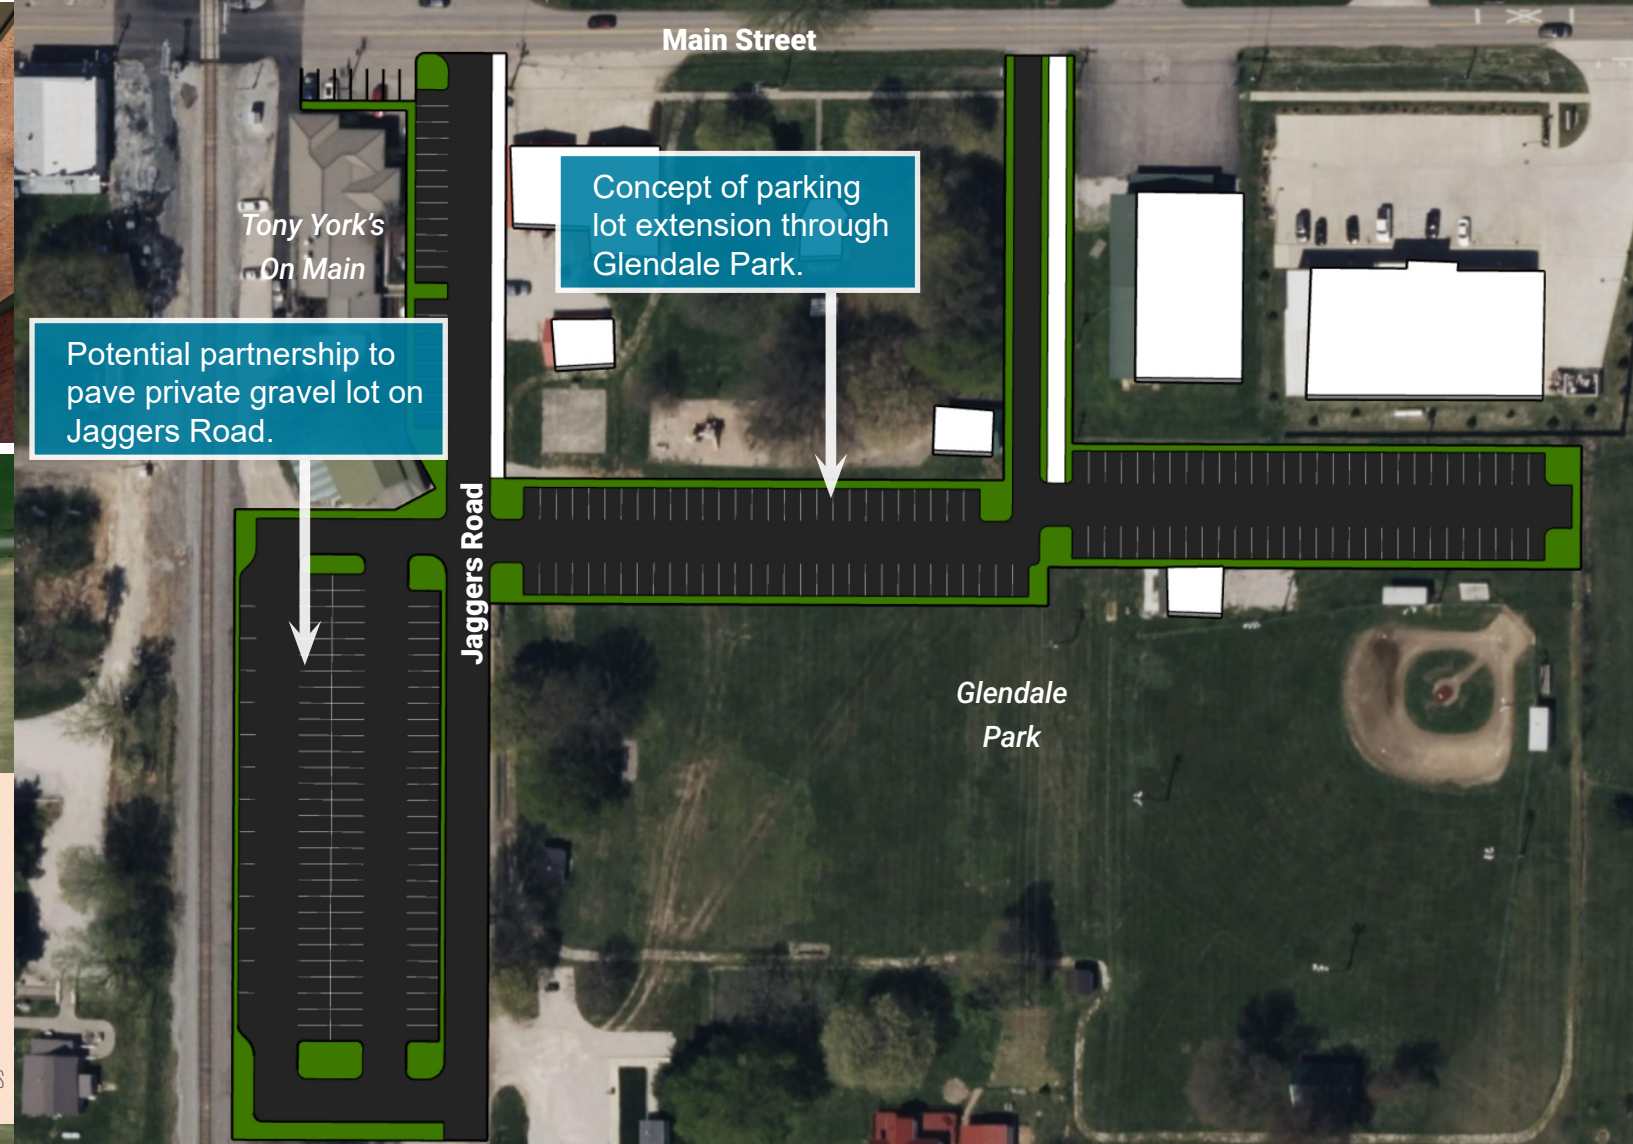 Main Street
Concept of parking
lot extension through
Glendale Park.
Tony York's
On Main
Potential partnership to
pave private gravel lot on
Jaggers Road.
Jaggers Road
Glendale
Park